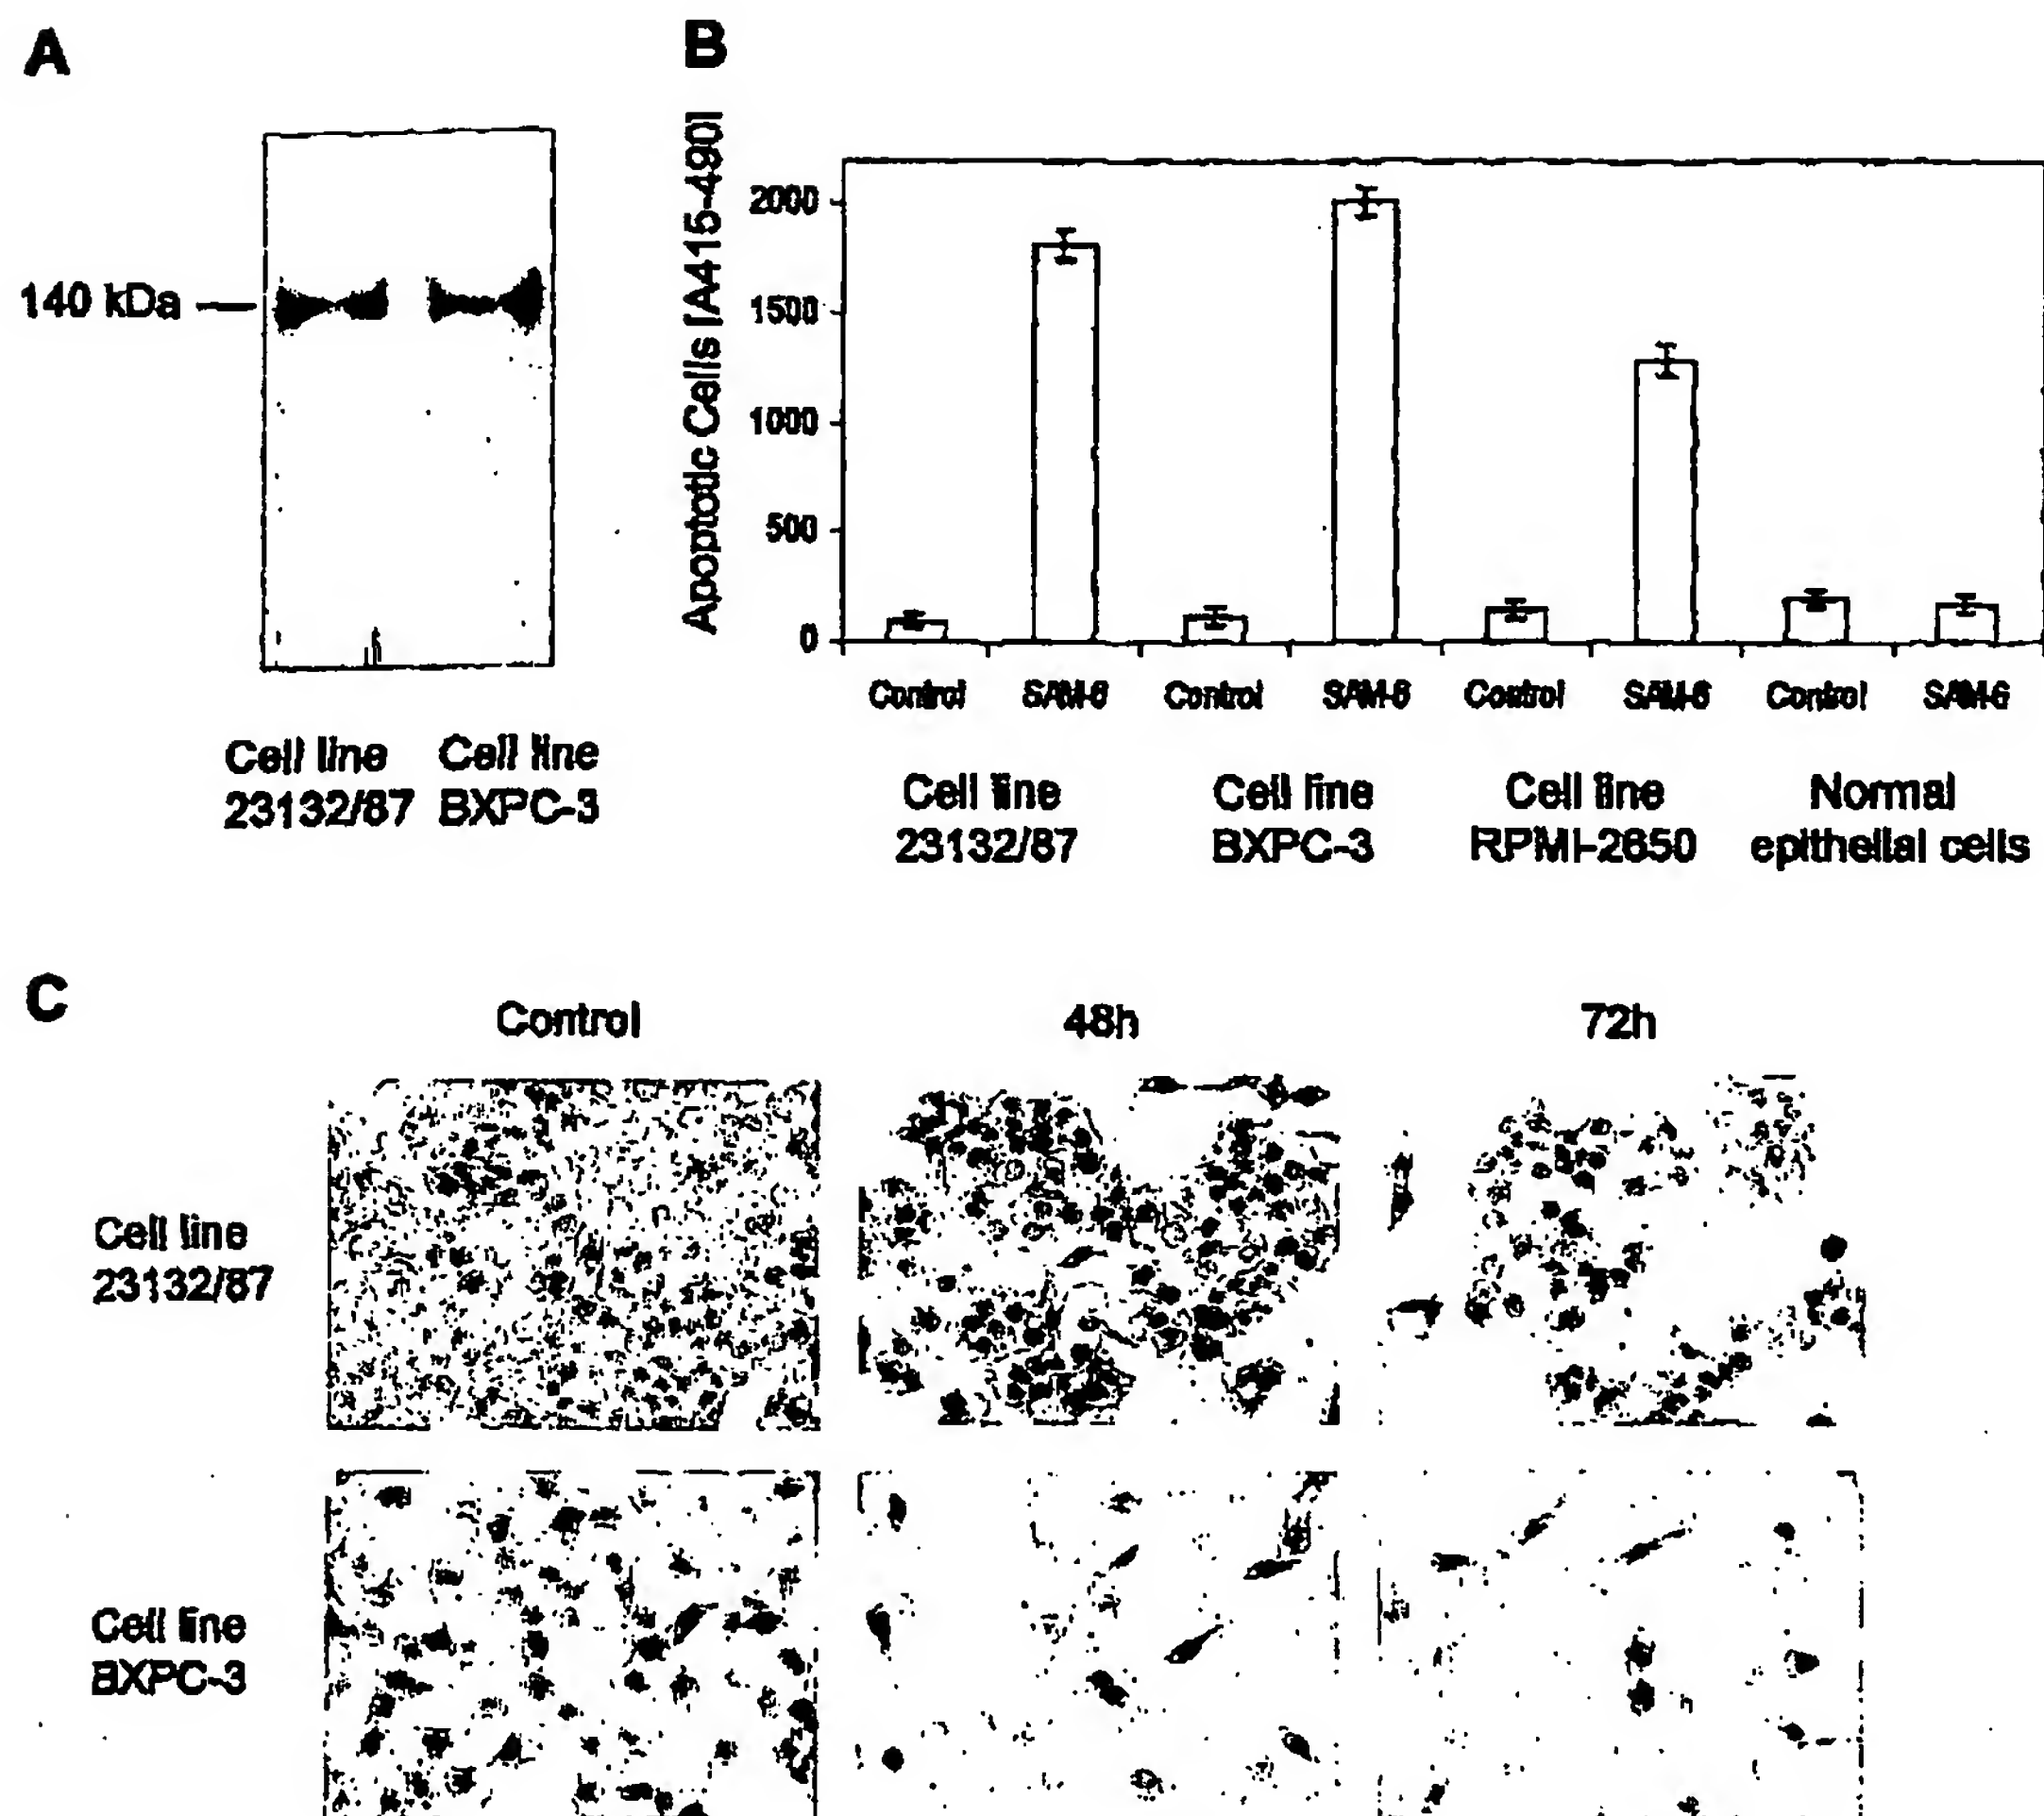 A
140 kDa
Cell line
23132/87
Cell line
BXPC-3
B
Apoptotic Cells [A415-490]
2000
1500
1000
500
0
Control
SAM-6
Control
SAM-6
Control
SAM-6
Control
SAM-6
Cell line
23132/87
Cell line
BXPC-3
Cell line
RPMI-2650
Normal
epithelial cells
C
Control
48h
72h
Cell line
23132/87
Cell line
BXPC-3